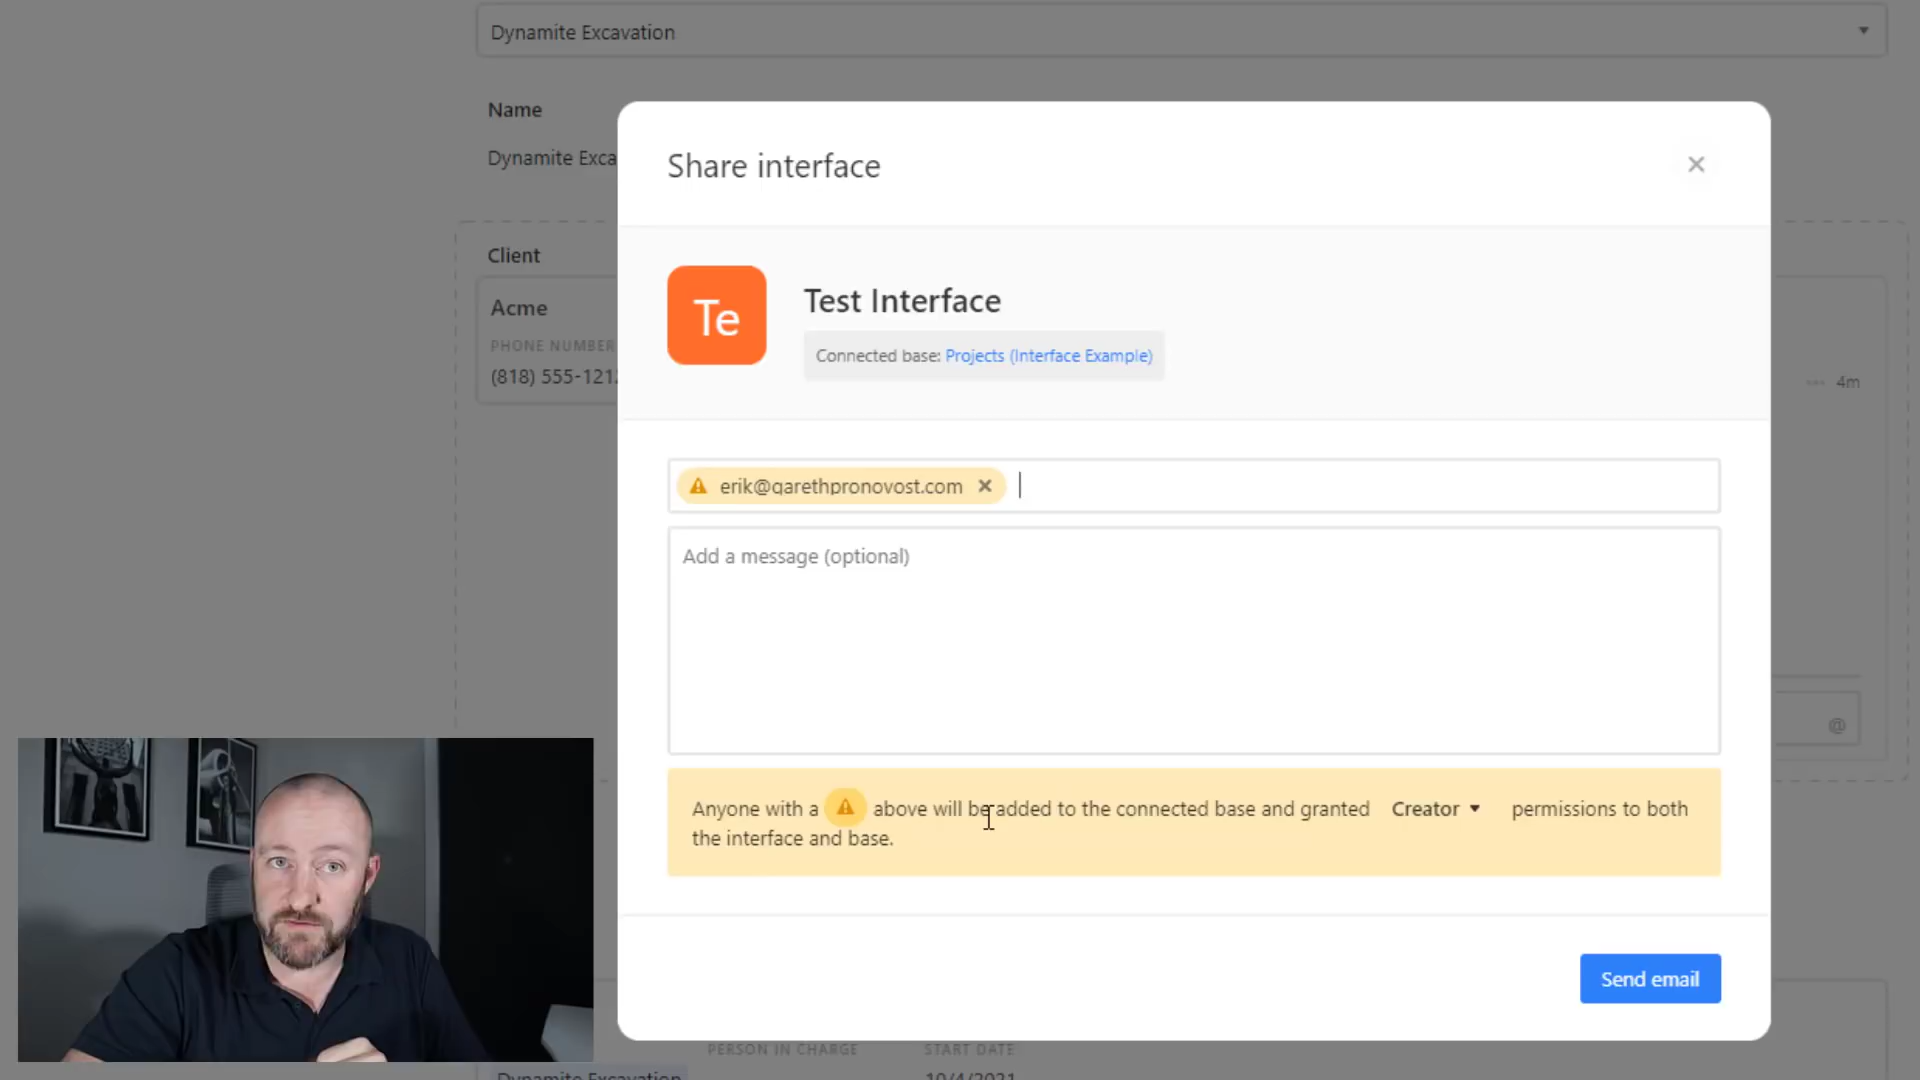 Dynamite Excavation
Name
Dynamite Exca
Share interface
Client
Te
Test Interface
Connected base: Projects (Interface Example)
Acme
PHONE NUMBER
(818) 555-121
4m
erik@garethpronovost.com
Add a message (optional)
@
Anyone with a above will be added to the connected base and granted Creator permissions to both
the interface and base.
Send email
PERSON IN CHARGE START DATE
Dynamite Excavation 10/4/2021